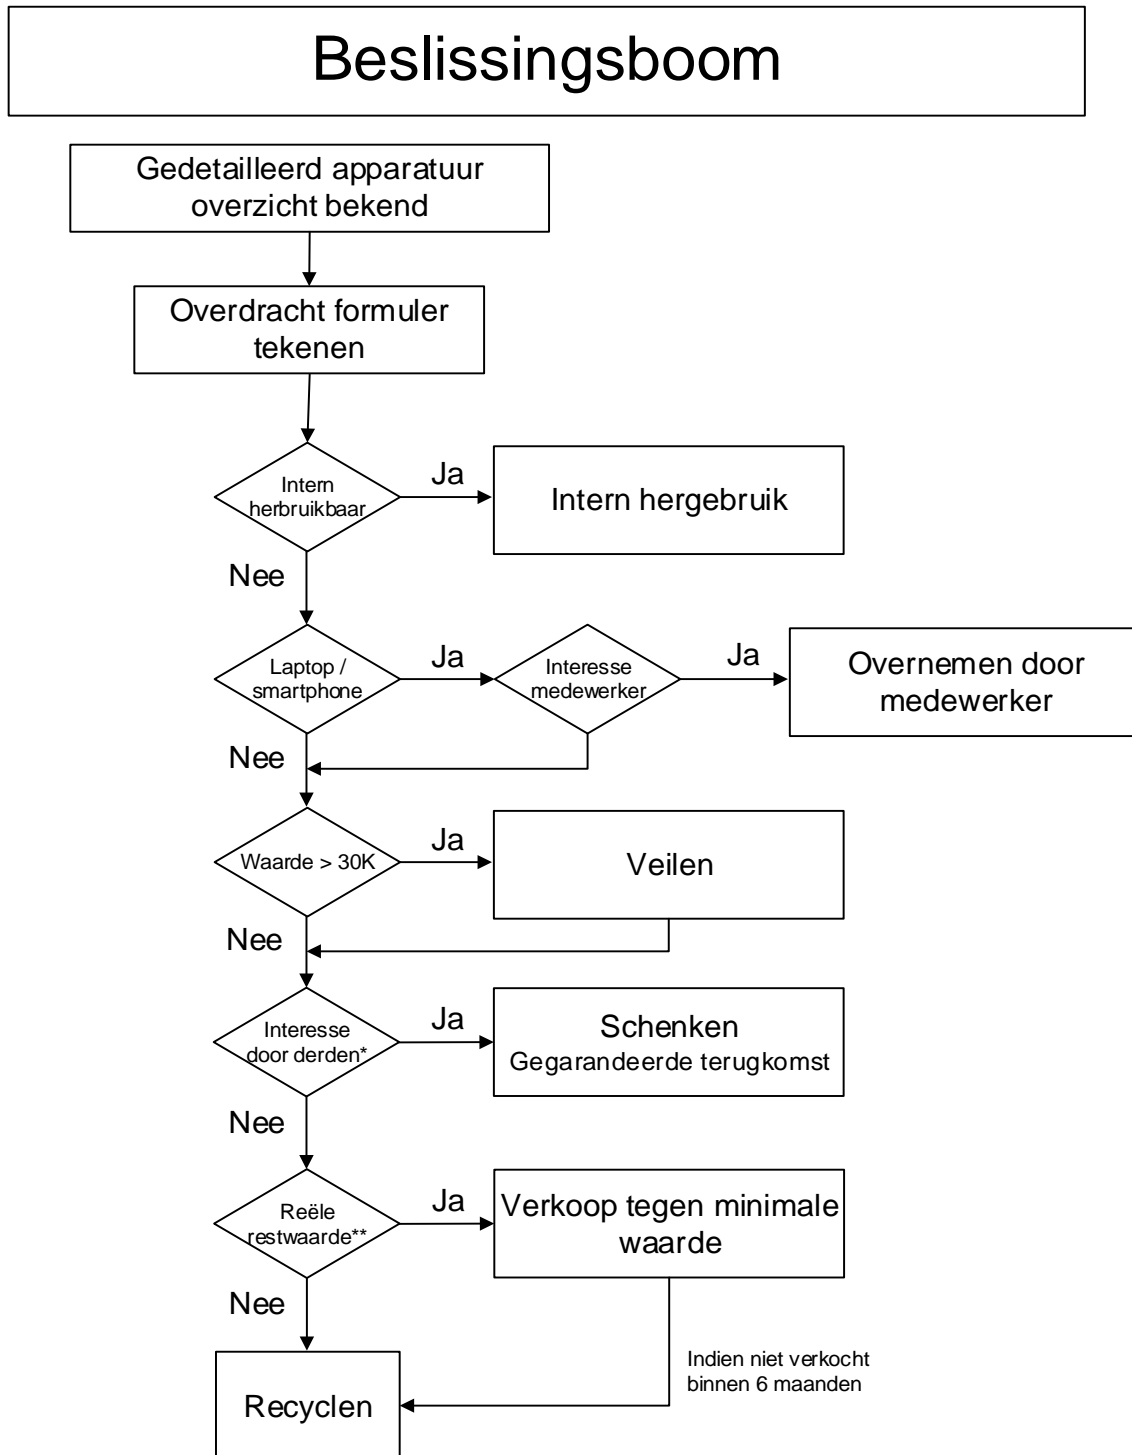 Beslissingsboom
Gedetailleerd apparatuur
overzicht bekend
Overdracht formuler
tekenen
Intern
herbruikbaar
Ja
Intern hergebruik
Nee
Laptop /
smartphone
Ja
Interesse
medewerker
Ja
Overnemen door
medewerker
Nee
Waarde > 30K
Ja
Veilen
Nee
Interesse
door derden*
Ja
Schenken
Gegarandeerde terugkomst
Nee
Reële
restwaarde**
Ja
Verkoop tegen minimale
waarde
Nee
Indien niet verkocht
binnen 6 maanden
Recyclen